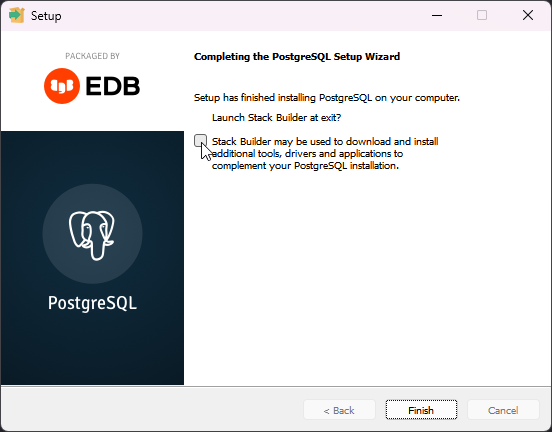 Setup
PACKAGED BY
EDB
Completing the PostgreSQL Setup Wizard
Setup has finished installing PostgreSQL on your computer.
Launch Stack Builder at exit?
Stack Builder may be used to download and install
additional tools, drivers and applications to
complement your PostgreSQL installation.
PostgreSQL
< Back
Finish
Cancel